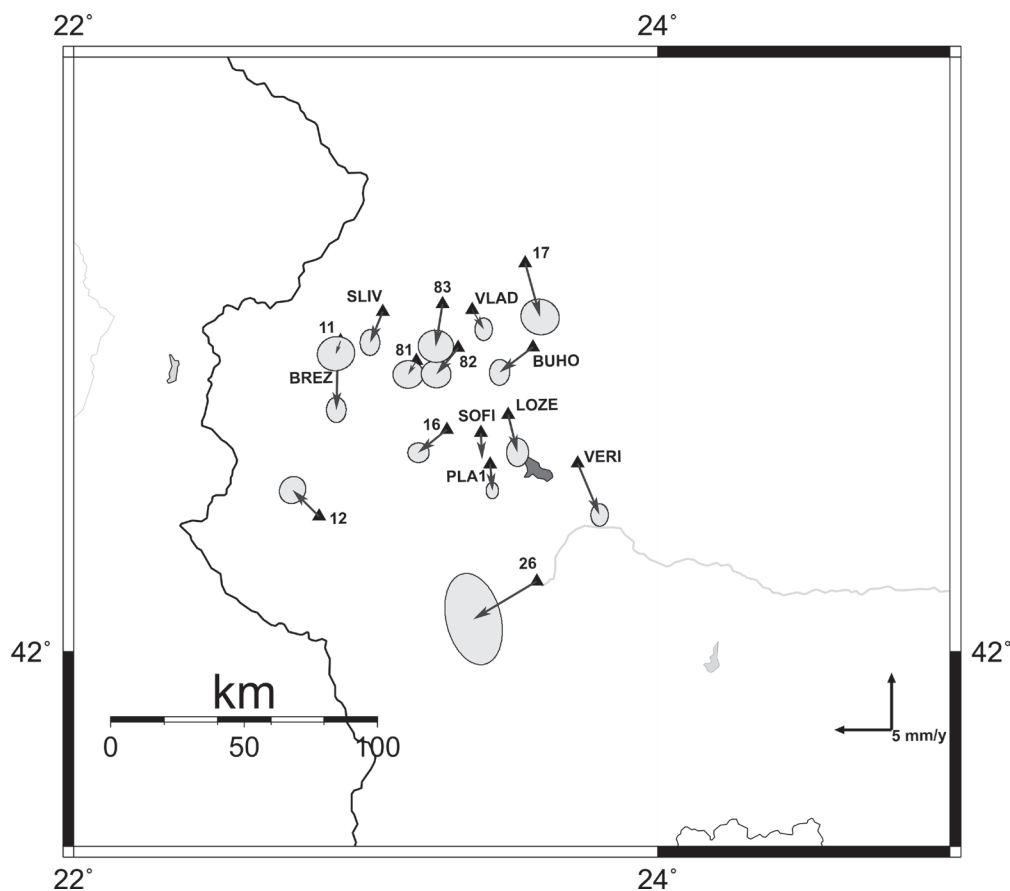 22° 24°
17
83
SLIV VLAD
11
81 82 BUHO
BREZ
LOZE
16 SOFI
VERI
PLA1
12
26
42° 42°
km
5 mm/y
0 50 100
22° 24°